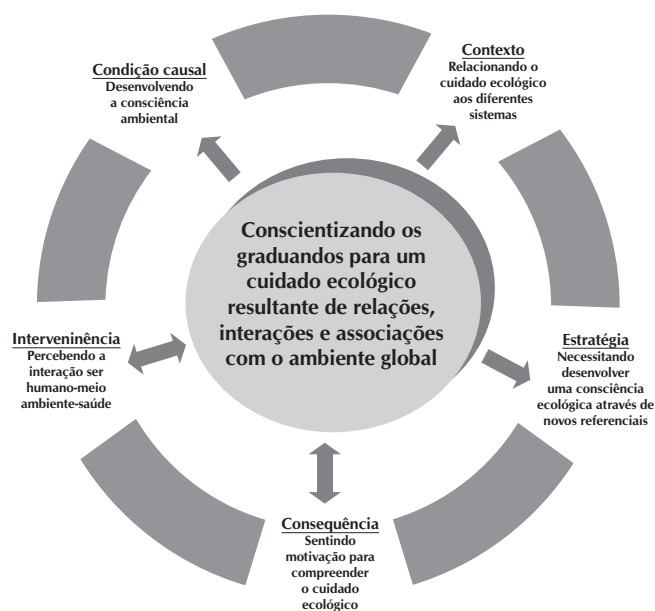 Condição causal
Desenvolvendo
a consciência
ambiental
Contexto
Relacionando o
cuidado ecológico
aos diferentes
sistemas
Conscientizando os
graduandos para um
cuidado ecológico
resultante de relações,
interações e associações
com o ambiente global
Interveninência
Percebendo a
interação ser
humano-meio
ambiente-saúde
Estratégia
Necessitando
desenvolver
uma consciência
ecológica através de
novos referenciais
Consequência
Sentindo
motivação para
compreender
o cuidado
ecológico